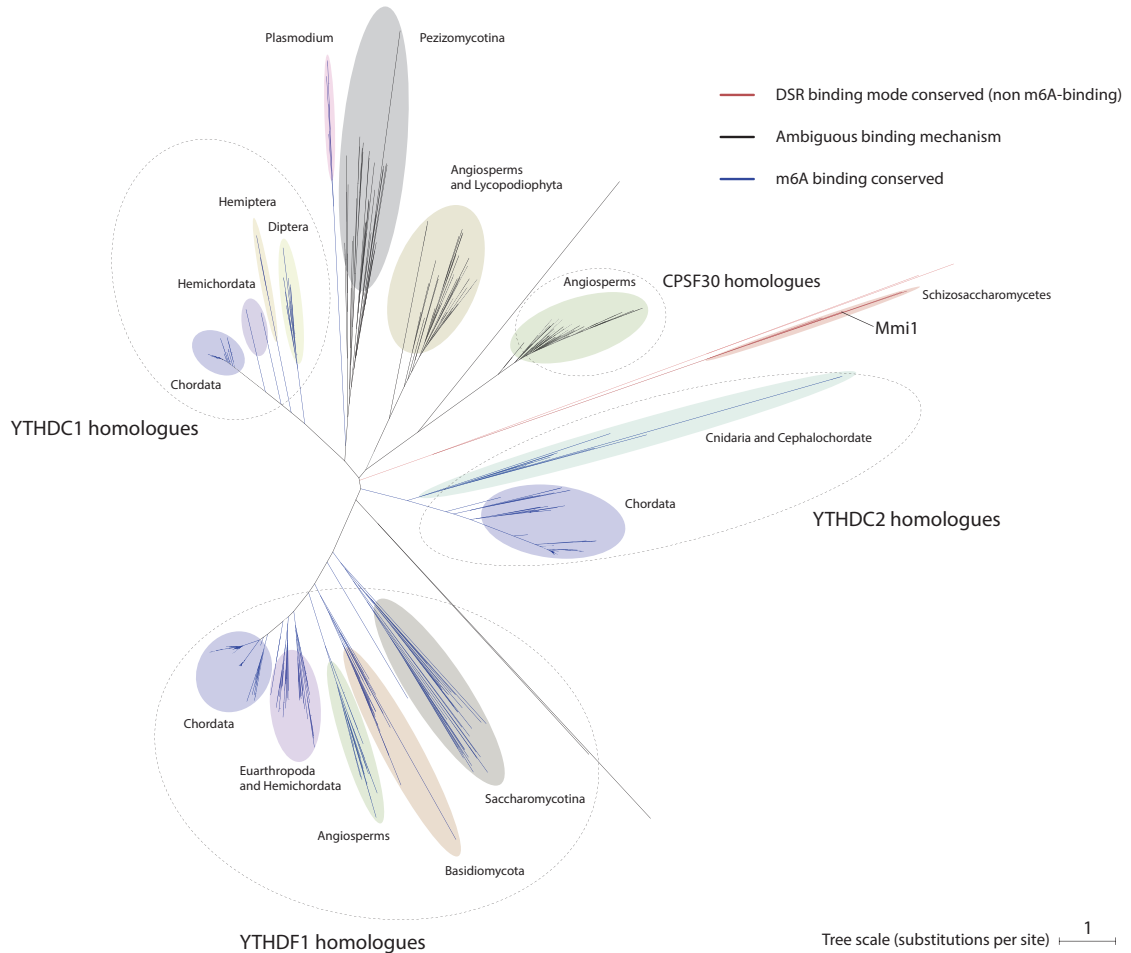 Plasmodium
Pezizomycotina
DSR binding mode conserved (non m6A-binding)
Ambiguous binding mechanism
m6A binding conserved
Angiosperms
and Lycopodiophyta
Hemiptera
Diptera
Hemichordata
Chordata
YTHDC1 homologues
Angiosperms
CPSF30 homologues
Schizosaccharomycetes
Mmi1
Cnidaria and Cephalochordate
Chordata
YTHDC2 homologues
Chordata
Euarthropoda
and Hemichordata
Angiosperms
Saccharomycotina
Basidiomycota
YTHDF1 homologues
Tree scale (substitutions per site)
1